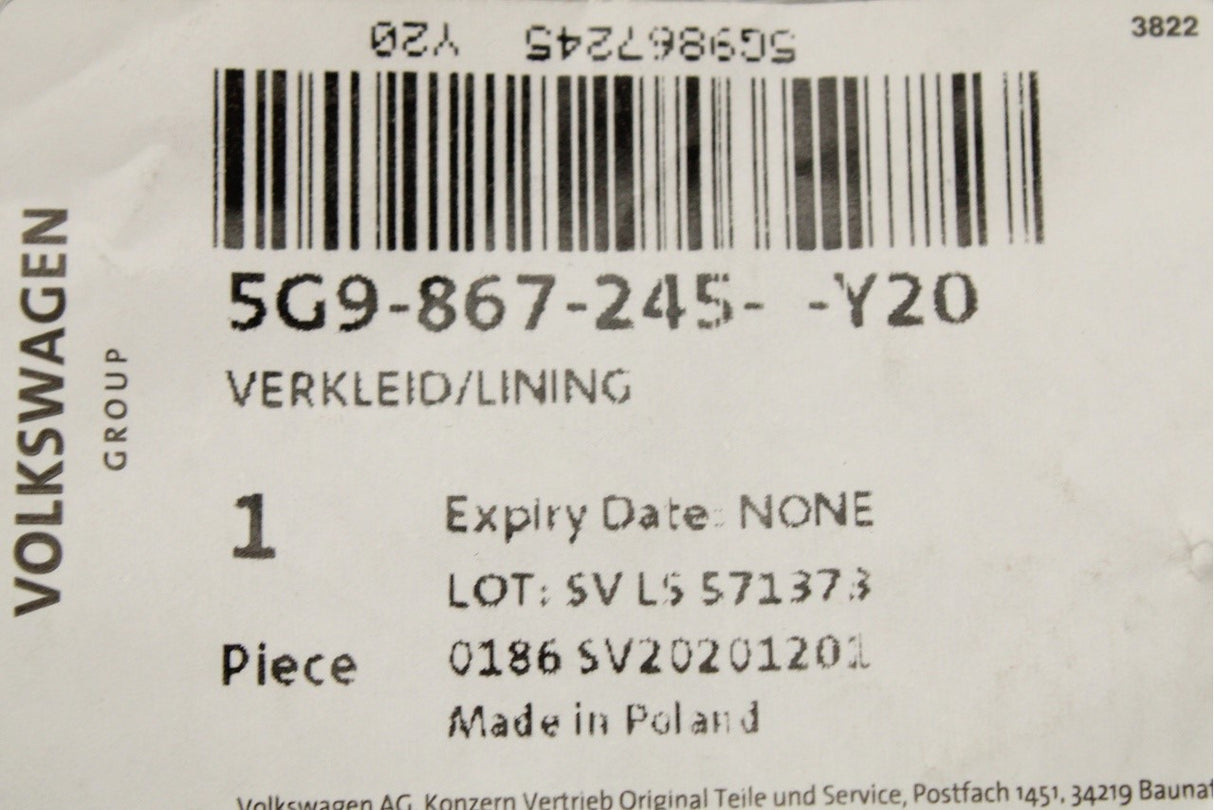 3822
5G9867245 Y20
VOLKSWAGEN
GROUP
5G9-867-245- -Y20
VERKLEID/LINING
1
Expiry Date: NONE
LOT: SV LS 571373
Piece
0186 SV20201201
Made in Poland
Volkswagen AG, Konzern Vertrieb Original Teile und Service, Postfach 1451, 34219 Baunat